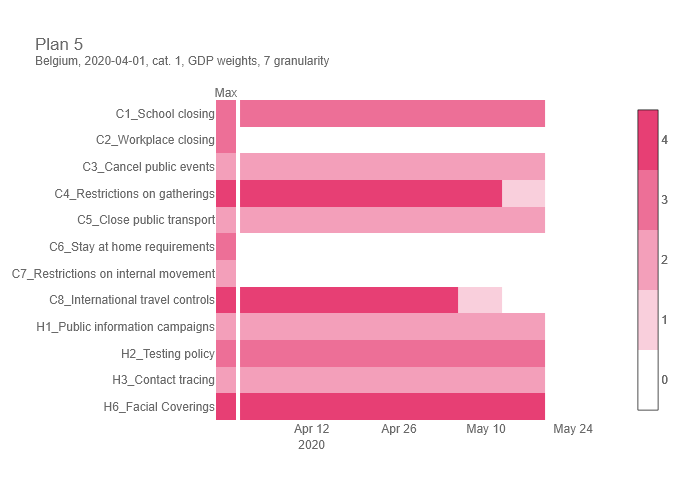 Plan 5
Belgium, 2020-04-01, cat. 1, GDP weights, 7 granularity
Max
C1_School closing
C2_Workplace closing
C3_Cancel public events
C4_Restrictions on gatherings
C5_Close public transport
C6_Stay at home requirements
C7_Restrictions on internal movement
C8_International travel controls
H1_Public information campaigns
H2_Testing policy
H3_Contact tracing
H6_Facial Coverings
Apr 12 Apr 26 May 10 May 24
2020
4
3
2
1
0